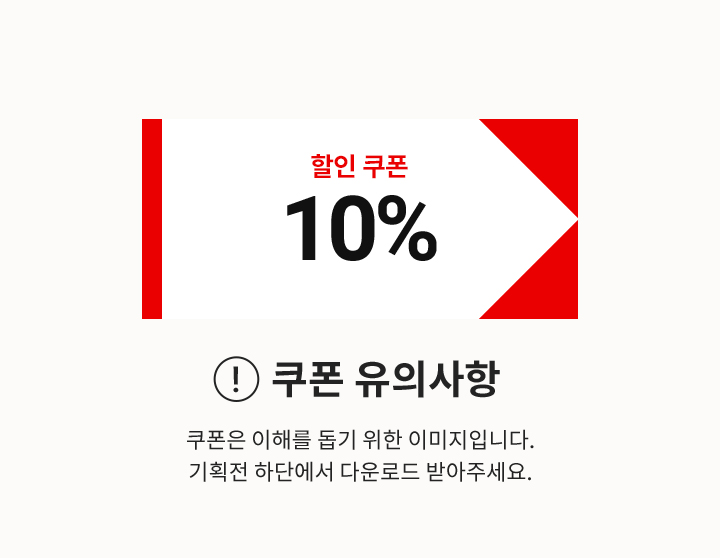 할인 쿠폰
10%
! 쿠폰 유의사항
쿠폰은 이해를 돕기 위한 이미지입니다.
기획전 하단에서 다운로드 받아주세요.